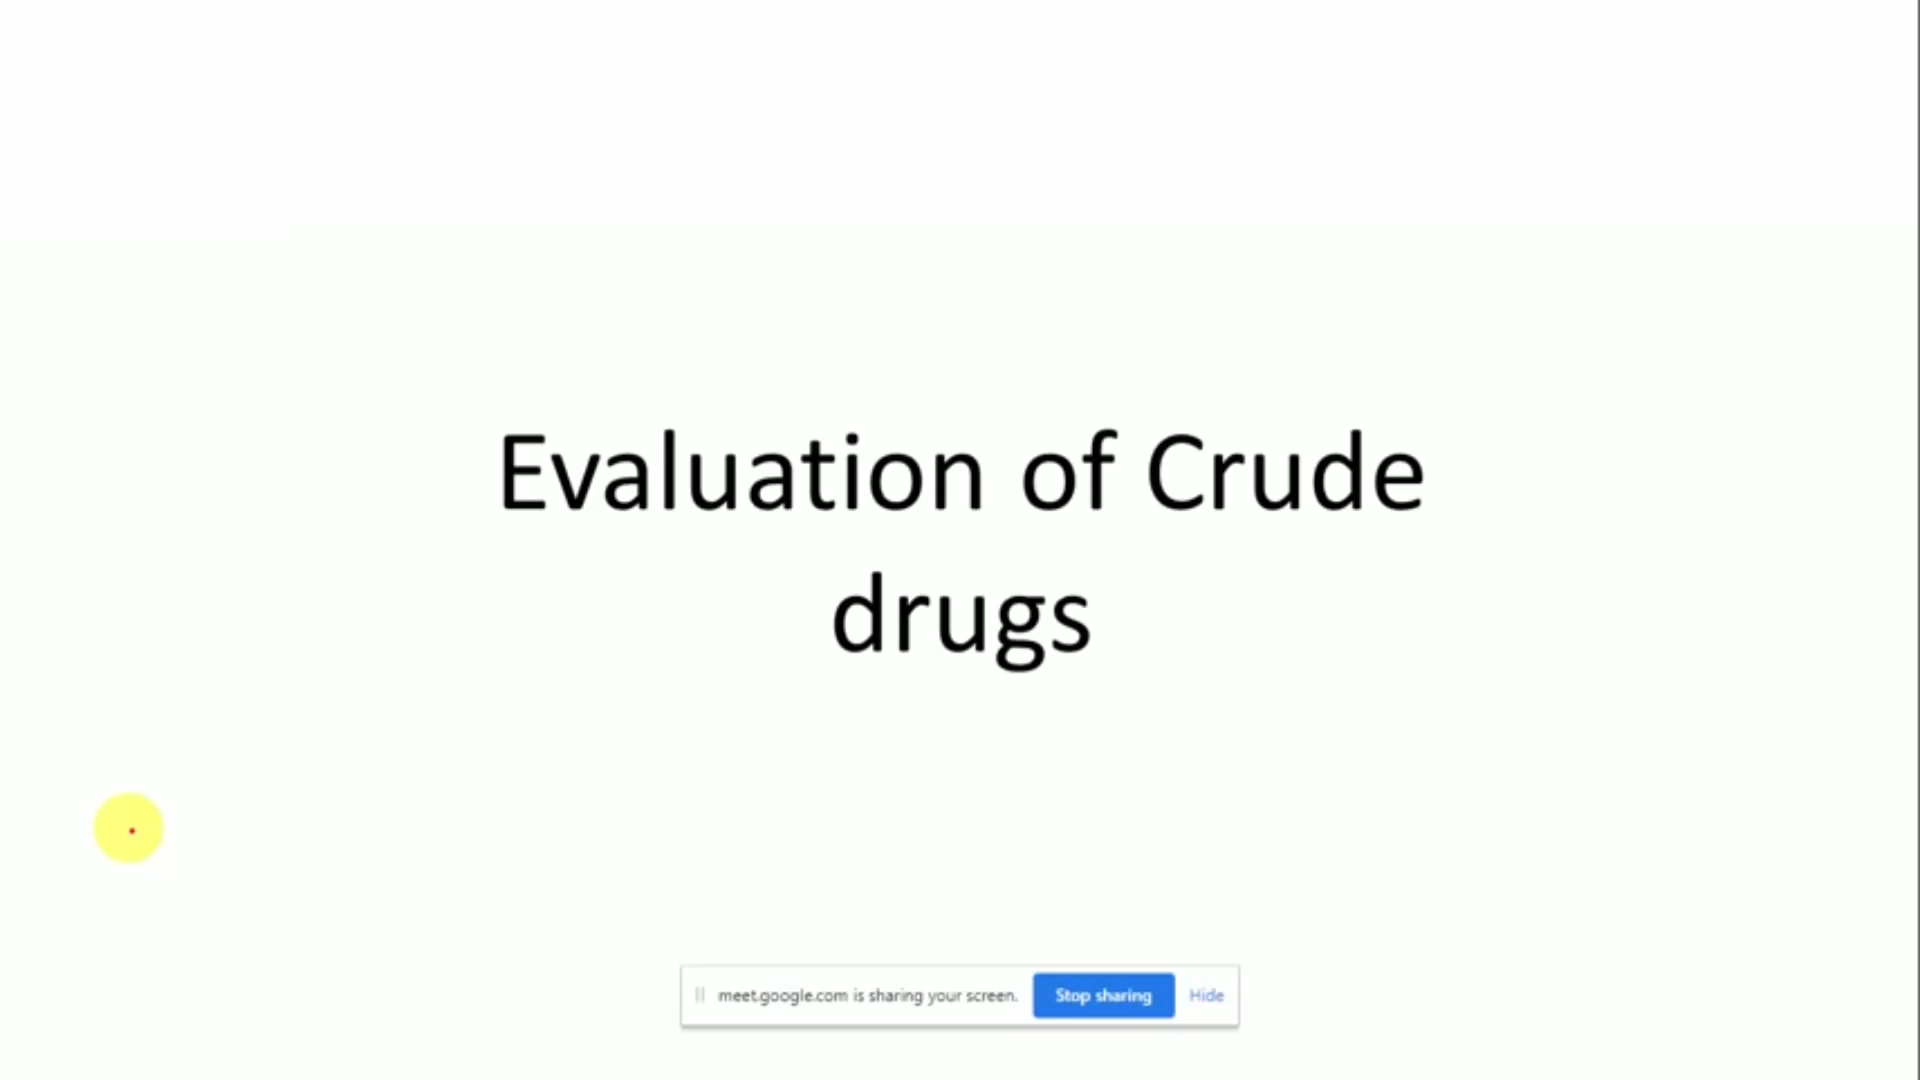 Evaluation of Crude
drugs
meet.google.com is sharing your screen. Stop sharing Hide